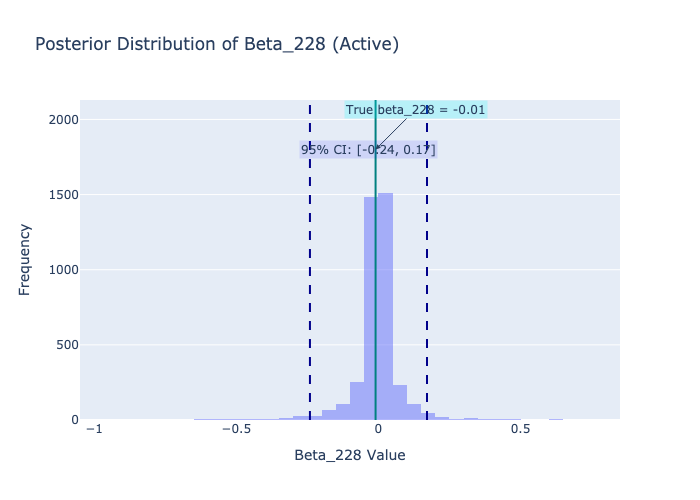 Posterior Distribution of Beta_228 (Active)
True beta_228 = -0.01
95% CI: [-0.24, 0.17]
2000
1500
1000
500
0
Frequency
−1
−0.5
0
0.5
Beta_228 Value